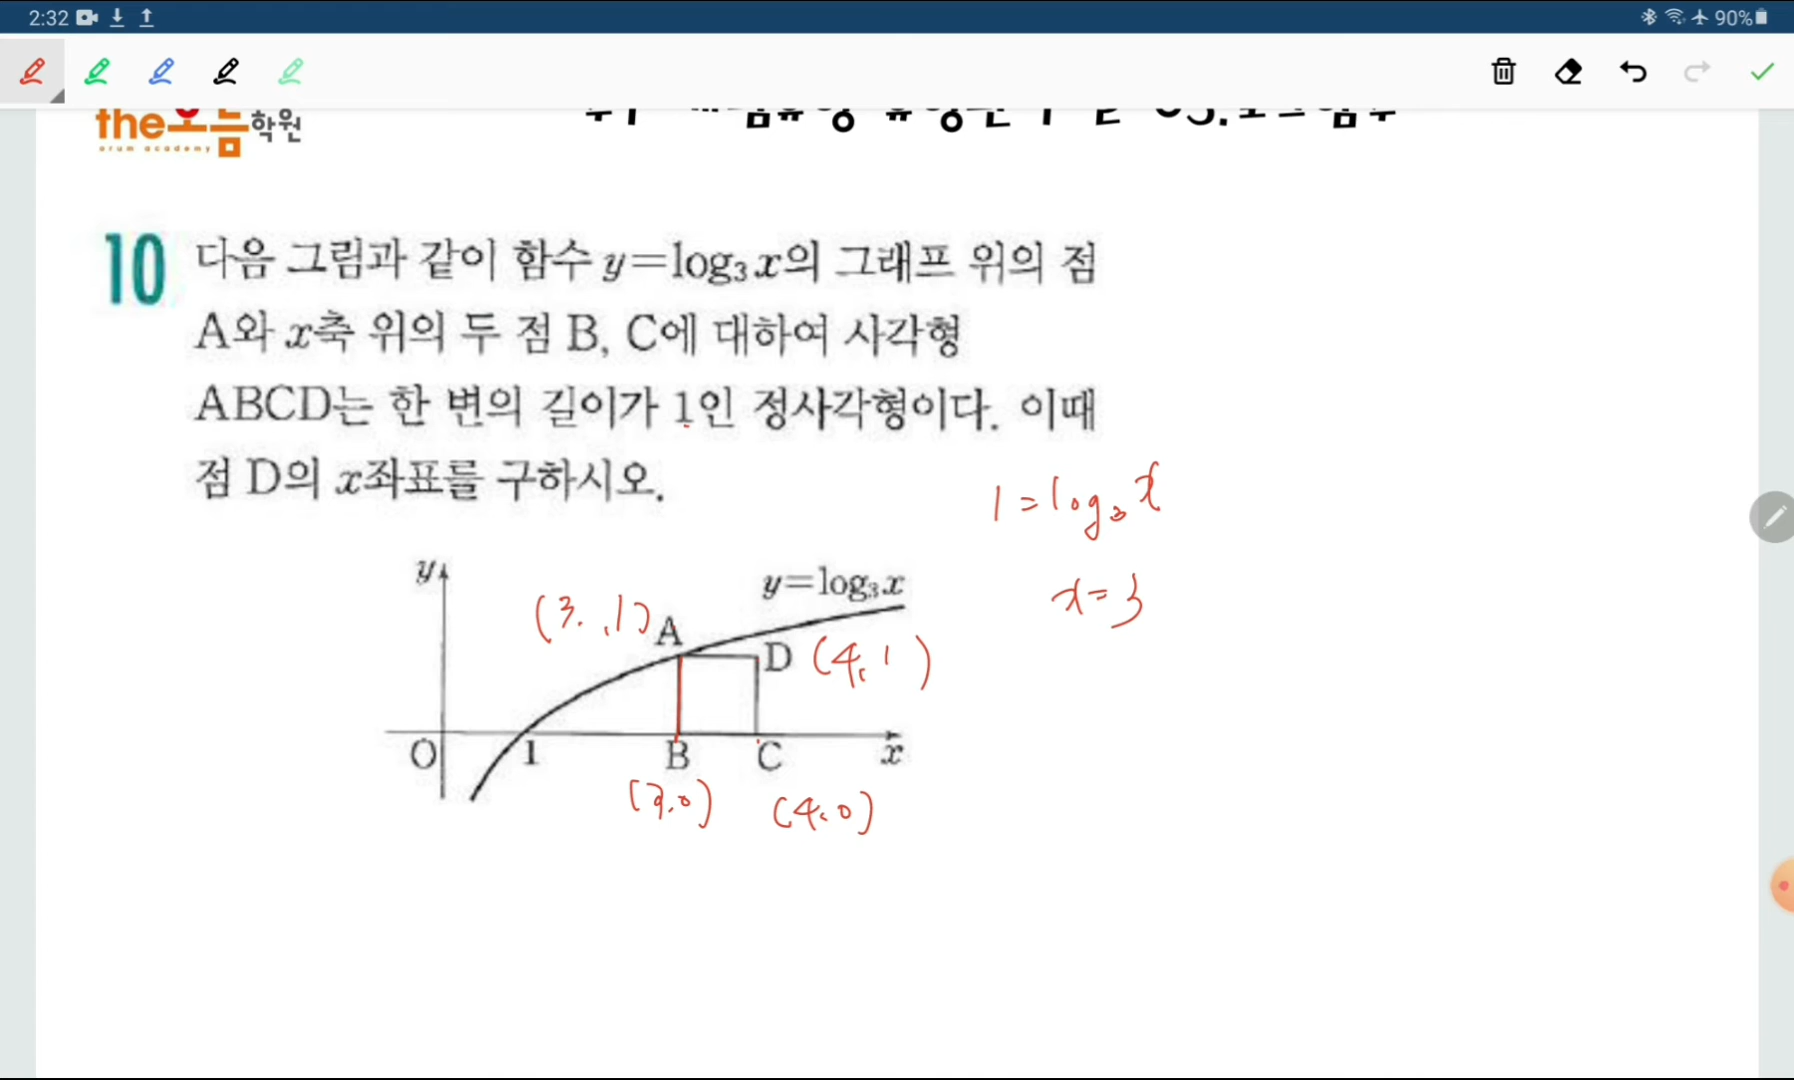 2:32
90%
the오름학원
orum academy
10 다음 그림과 같이 함수 y=log₃x의 그래프 위의 점
A와 x축 위의 두 점 B, C에 대하여 사각형
ABCD는 한 변의 길이가 1인 정사각형이다. 이때
점 D의 x좌표를 구하시오.
1=log₃x
x=3
y
y=log₃x
(3,1) A
D (4,1)
O 1 B C x
(3,0) (4,0)